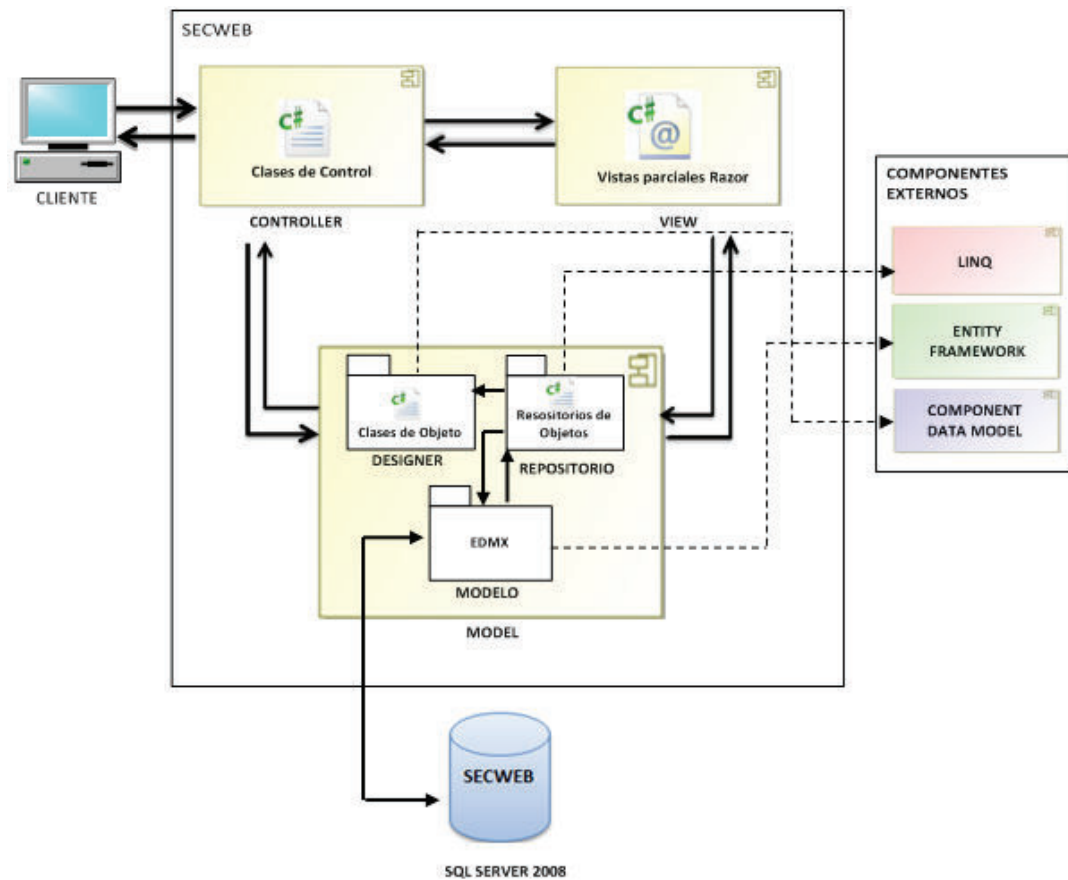 SECWEB
CLIENTE
C#
Clases de Control
CONTROLLER
C#
@
Vistas parciales Razor
VIEW
COMPONENTES
EXTERNOS
LINQ
ENTITY
FRAMEWORK
COMPONENT
DATA MODEL
C#
Clases de Objeto
DESIGNER
C#
Resositorios de
Objetos
REPOSITORIO
EDMX
MODELO
MODEL
SECWEB
SQL SERVER 2008